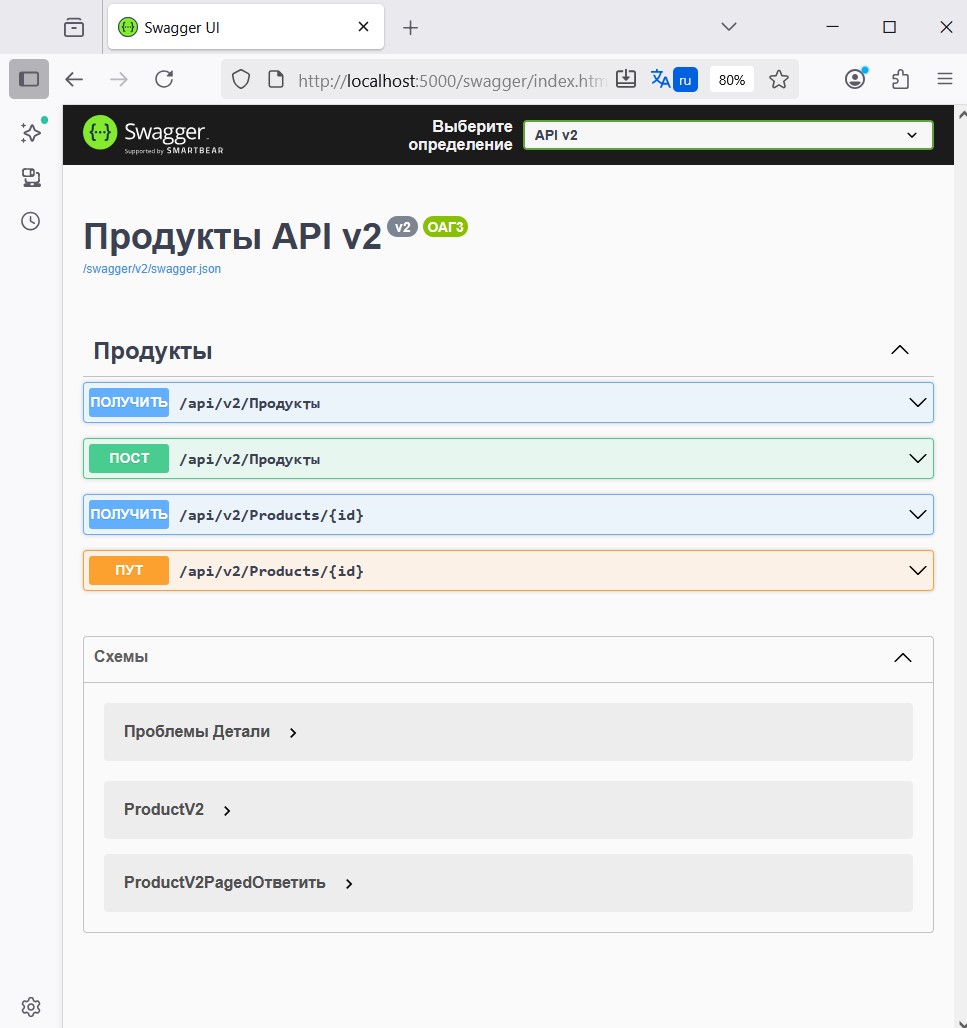 Swagger UI
http://localhost:5000/swagger/index.htm
ru
80%
Swagger
Supported by SMARTBEAR
Выберите
определение
API v2
Продукты API v2 v2 ОАГ3
/swagger/v2/swagger.json
Продукты
ПОЛУЧИТЬ /api/v2/Продукты
ПОСТ /api/v2/Продукты
ПОЛУЧИТЬ /api/v2/Products/{id}
ПУТ /api/v2/Products/{id}
Схемы
Проблемы Детали
ProductV2
ProductV2PagedОтветить